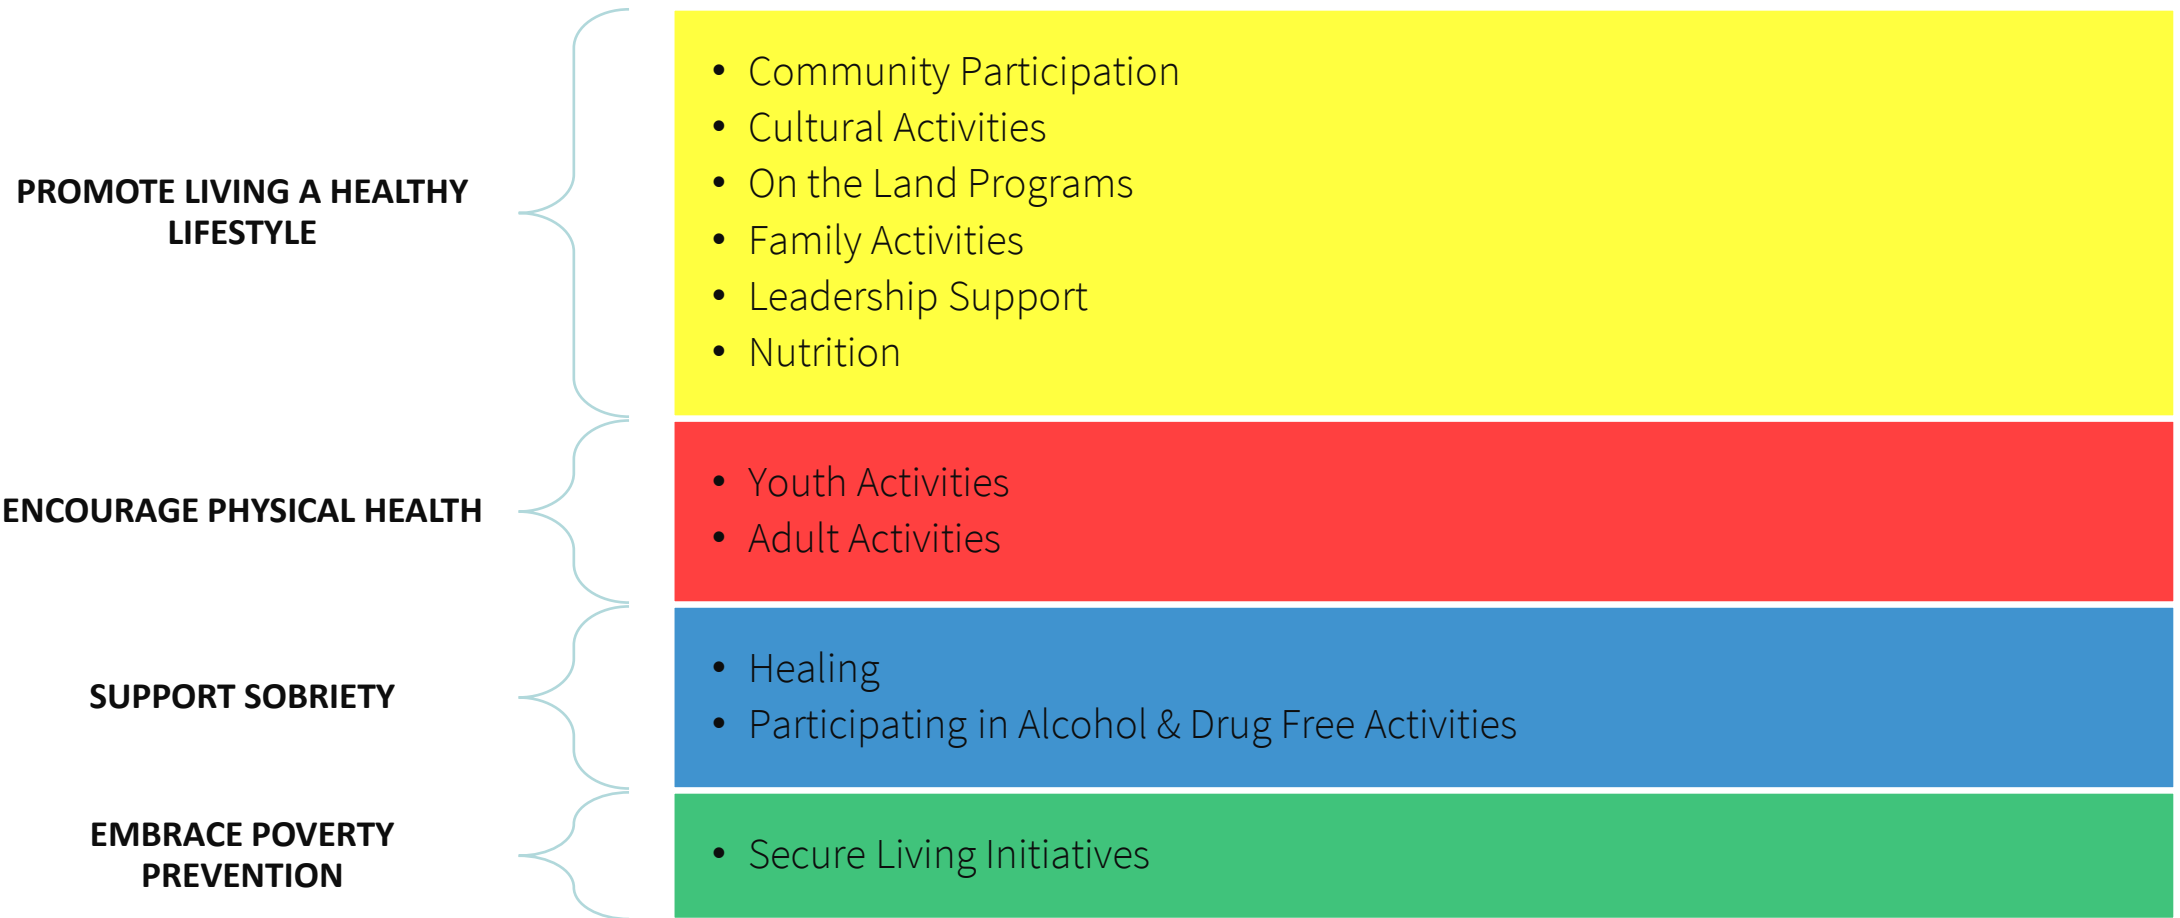 PROMOTE LIVING A HEALTHY
LIFESTYLE
• Community Participation
• Cultural Activities
• On the Land Programs
• Family Activities
• Leadership Support
• Nutrition
ENCOURAGE PHYSICAL HEALTH
• Youth Activities
• Adult Activities
SUPPORT SOBRIETY
• Healing
• Participating in Alcohol & Drug Free Activities
EMBRACE POVERTY
PREVENTION
• Secure Living Initiatives